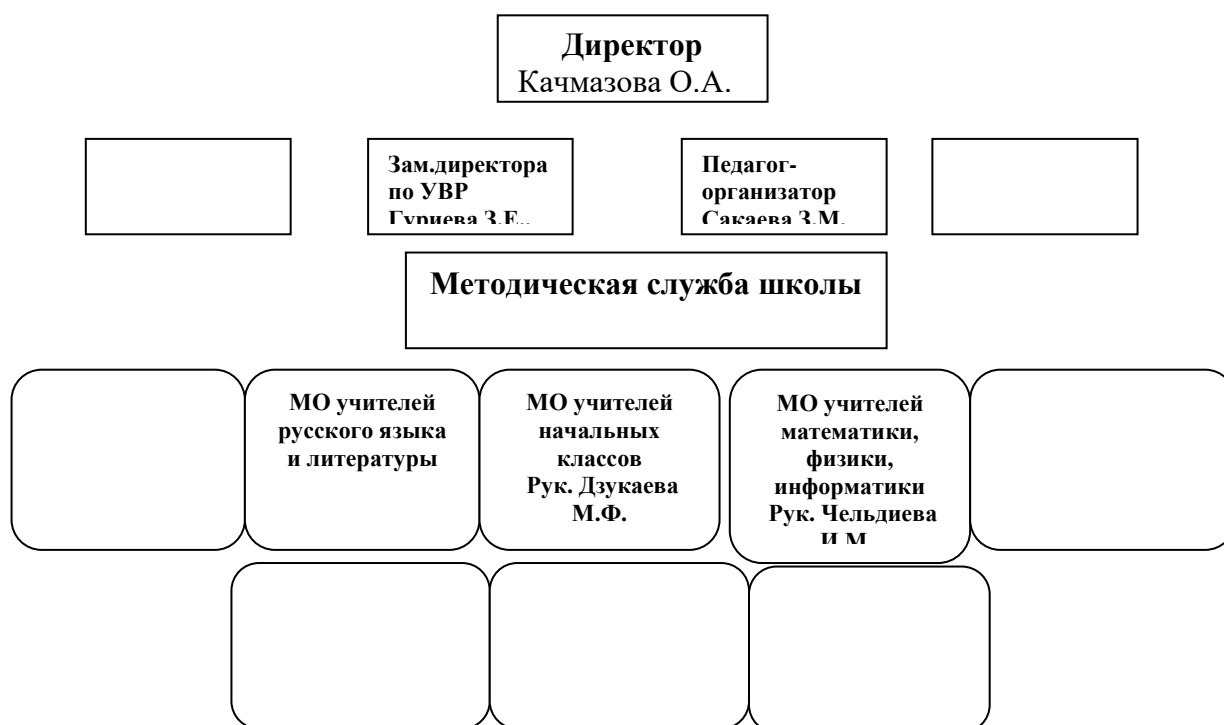 Директор
Качмазова О.А.
Зам.директора
по УВР
Гуриева З.Е..
Педагог-
организатор
Сакаева З.М.
Методическая служба школы
МО учителей
русского языка
и литературы
МО учителей
начальных
классов
Рук. Дзукаева
М.Ф.
МО учителей
математики,
физики,
информатики
Рук. Чельдиева
И.М